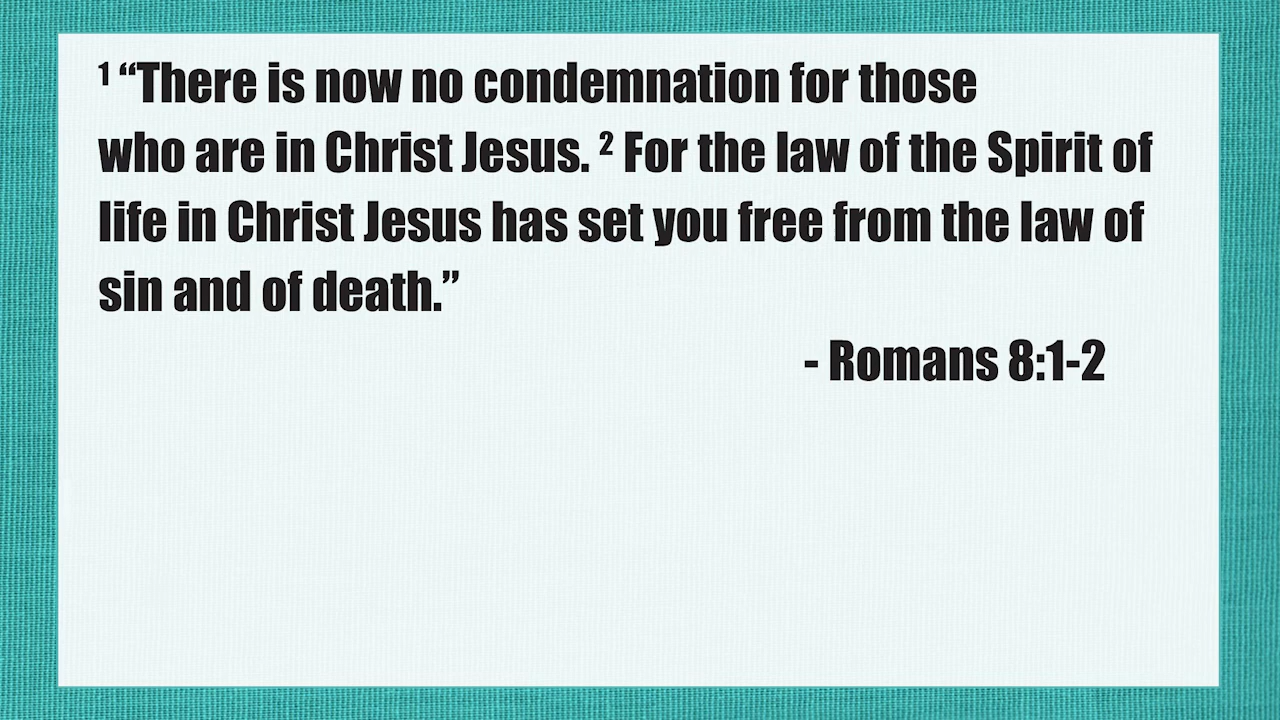 ¹ “There is now no condemnation for those
who are in Christ Jesus. ² For the law of the Spirit of
life in Christ Jesus has set you free from the law of
sin and of death.”
- Romans 8:1-2